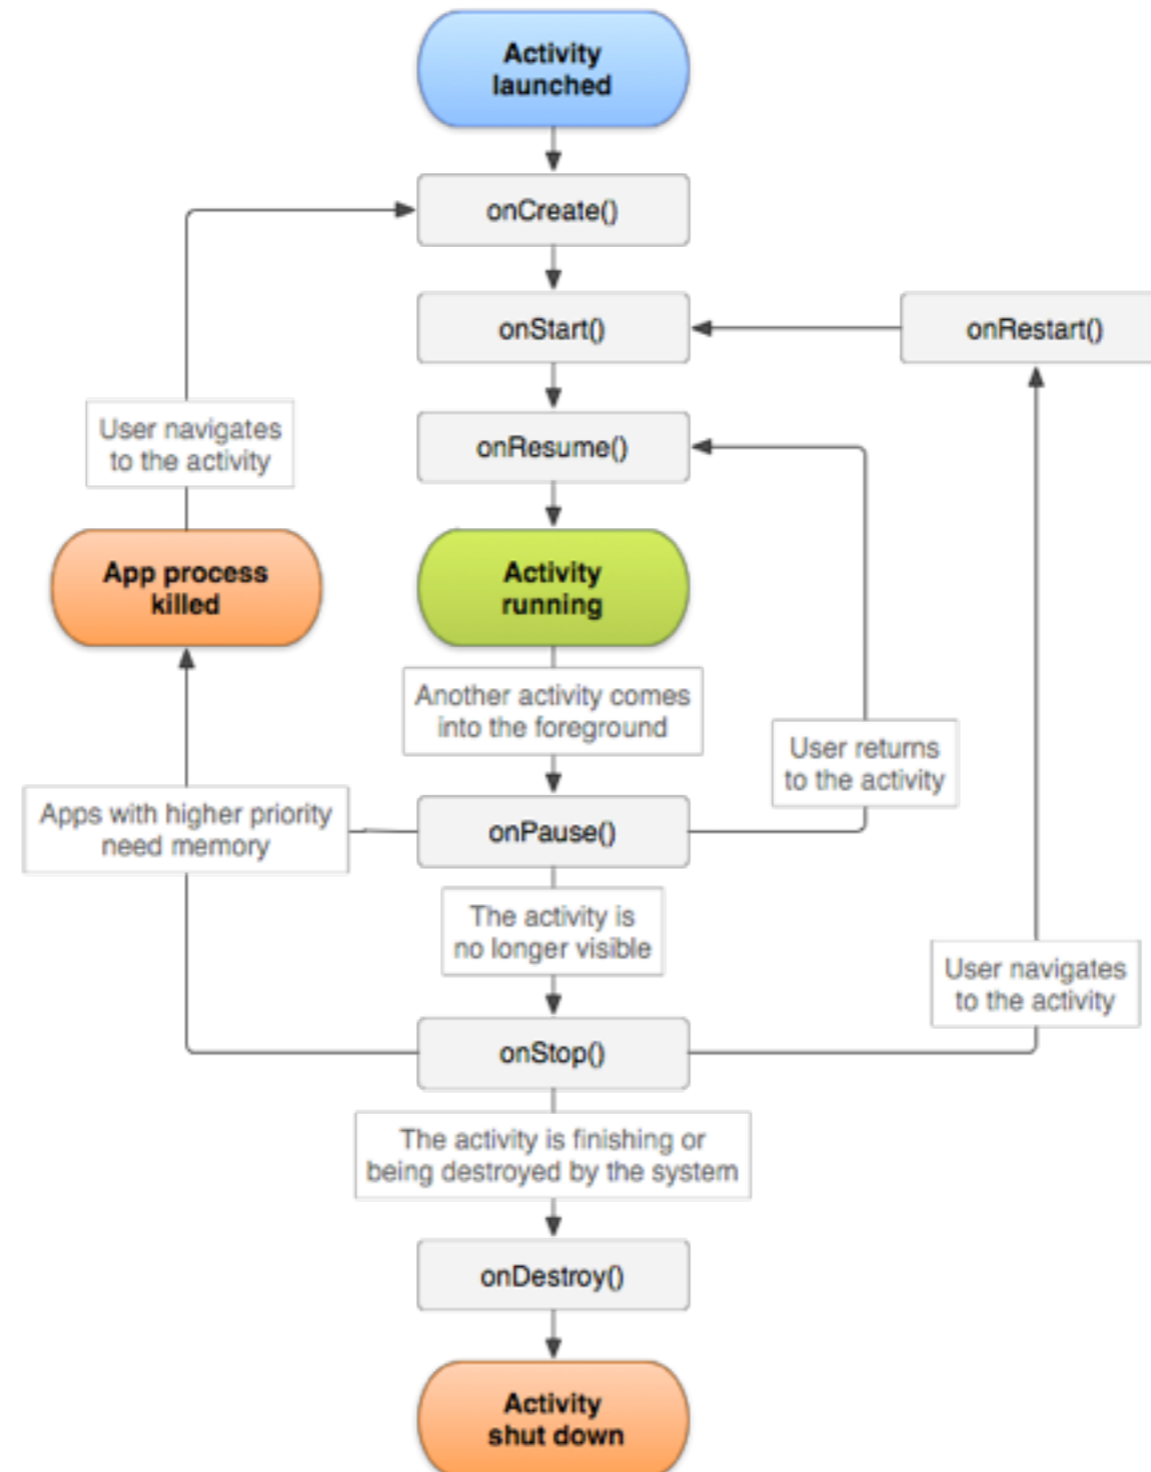 Activity
launched
onCreate()
onStart()
onRestart()
User navigates
to the activity
onResume()
App process
killed
Activity
running
Another activity comes
into the foreground
User returns
to the activity
Apps with higher priority
need memory
onPause()
The activity is
no longer visible
User navigates
to the activity
onStop()
The activity is finishing or
being destroyed by the system
onDestroy()
Activity
shut down